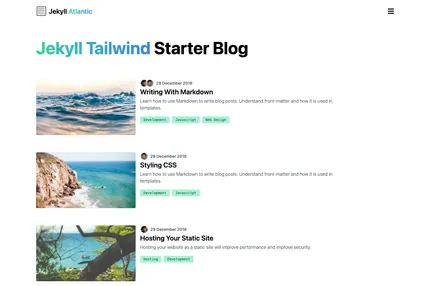 Jekyll Atlantic
Jekyll Tailwind Starter Blog
29 December 2018
Writing With Markdown
Learn how to use Markdown to write blog posts. Understand front matter and how it is used in
templates.
Development Javascript Web Design
29 December 2018
Styling CSS
Learn how to use Markdown to write blog posts. Understand front matter and how it is used in
templates.
Development Javascript
29 December 2018
Hosting Your Static Site
Hosting your website as a static site will improve performance and improve security.
Hosting Development